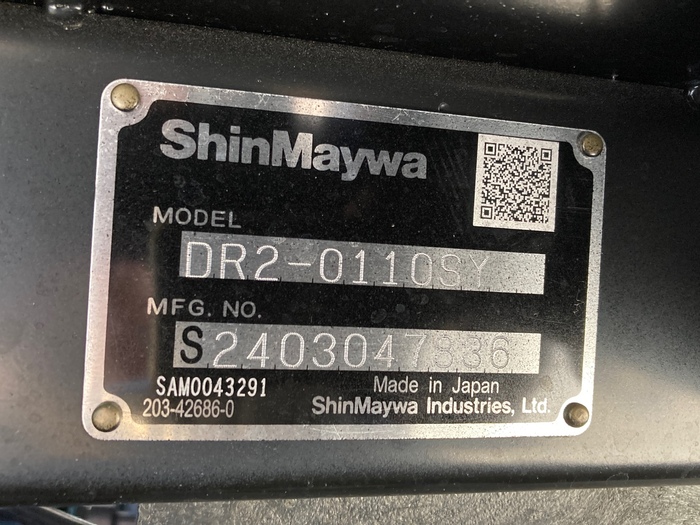 ShinMaywa
MODEL
DR2-0110SY
MFG. NO.
S2403047836
SAM0043291
203-42686-0
Made in Japan
ShinMaywa Industries, Ltd.